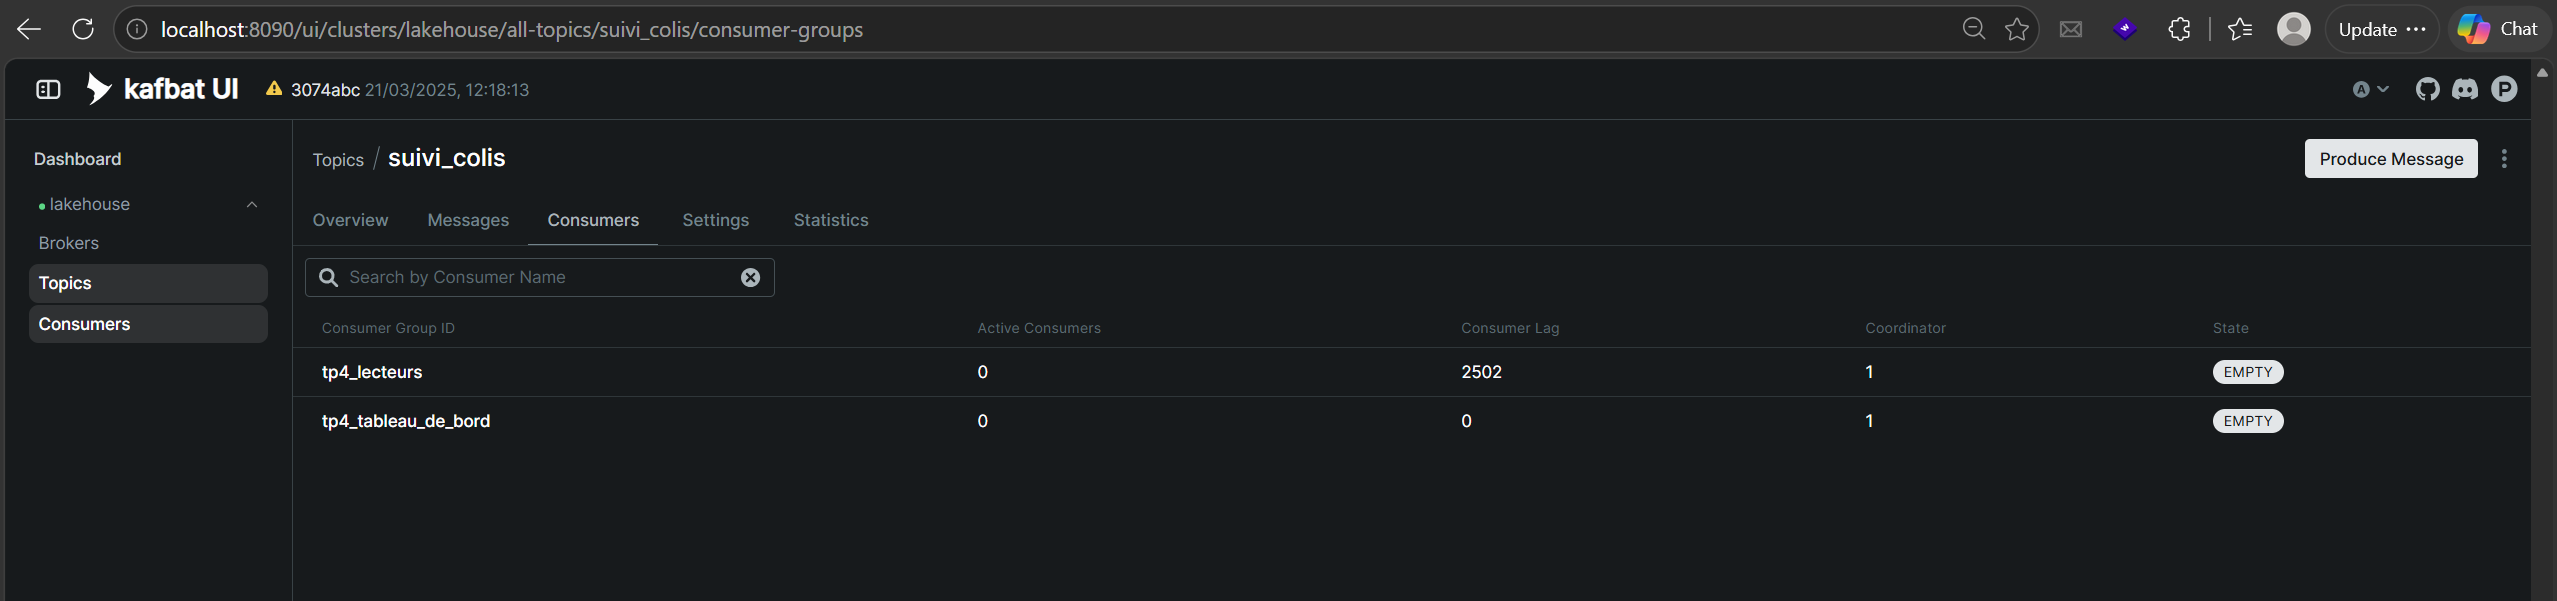 localhost:8090/ui/clusters/lakehouse/all-topics/suivi_colis/consumer-groups
Update
Chat
kafbat UI
3074abc 21/03/2025, 12:18:13
A
P
Dashboard
lakehouse
Brokers
Topics
Consumers
Topics / suivi_colis
Produce Message
Overview Messages Consumers Settings Statistics
Search by Consumer Name
Consumer Group ID Active Consumers Consumer Lag Coordinator State
tp4_lecteurs 0 2502 1 EMPTY
tp4_tableau_de_bord 0 0 1 EMPTY